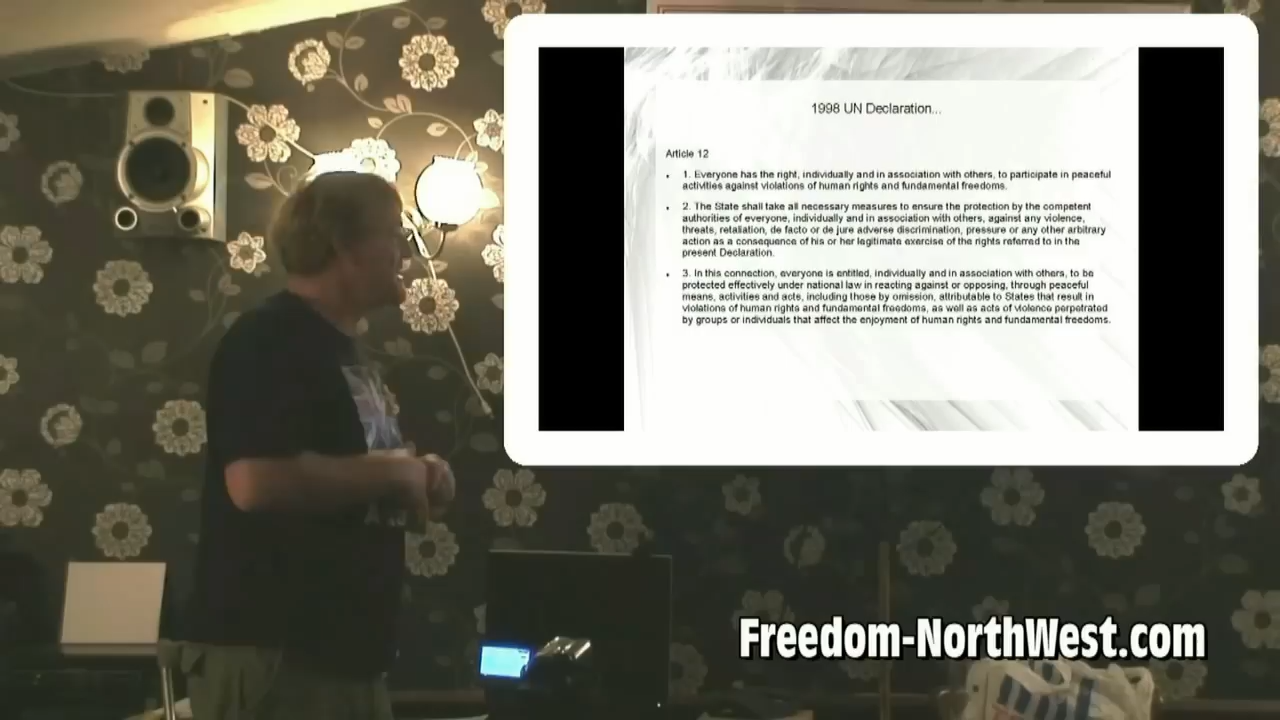 1998 UN Declaration...
Article 12
1. Everyone has the right, individually and in association with others, to participate in peaceful
activities against violations of human rights and fundamental freedoms.
2. The State shall take all necessary measures to ensure the protection by the competent
authorities of everyone, individually and in association with others, against any violence,
threats, retaliation, de facto or de jure adverse discrimination, pressure or any other arbitrary
action as a consequence of his or her legitimate exercise of the rights referred to in the
present Declaration.
3. In this connection, everyone is entitled, individually and in association with others, to be
protected effectively under national law in reacting against or opposing, through peaceful
means, activities and acts, including those by omission, attributable to States that result in
violations of human rights and fundamental freedoms, as well as acts of violence perpetrated
by groups or individuals that affect the enjoyment of human rights and fundamental freedoms.
Freedom-NorthWest.com